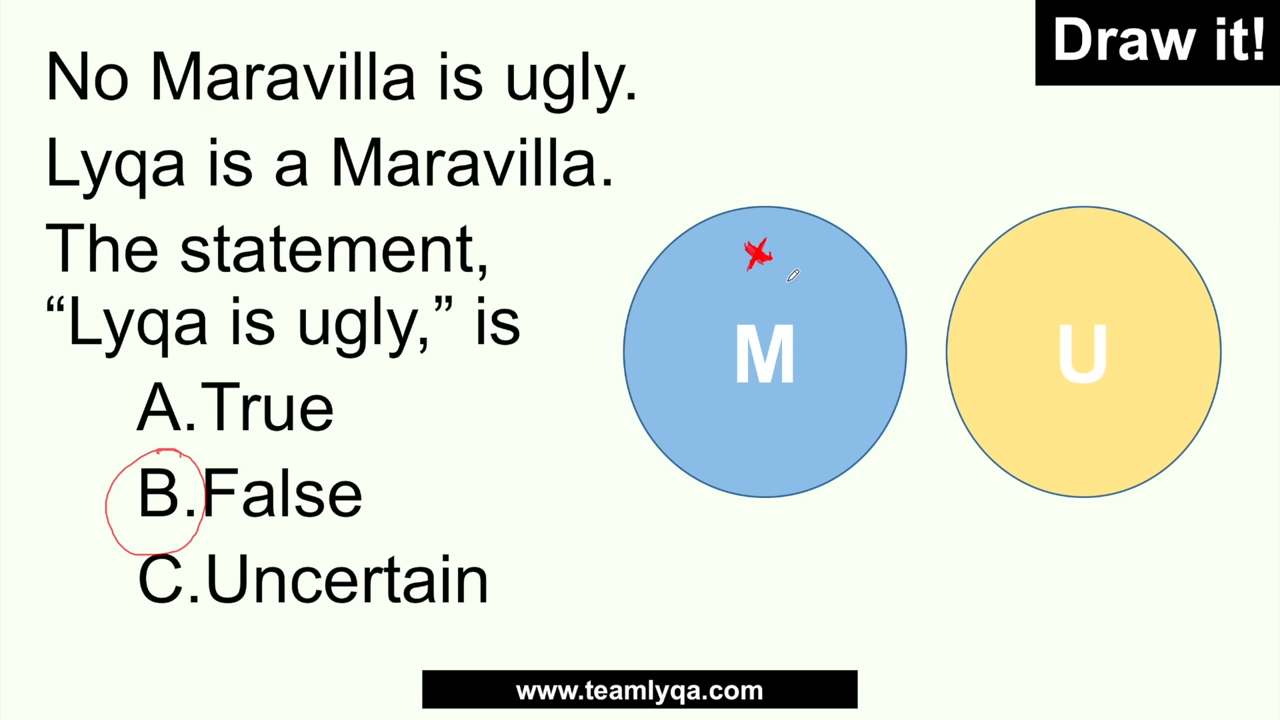 Draw it!
No Maravilla is ugly.
Lyqa is a Maravilla.
The statement,
“Lyqa is ugly,” is
A.True
B.False
C.Uncertain
M
U
www.teamlyqa.com